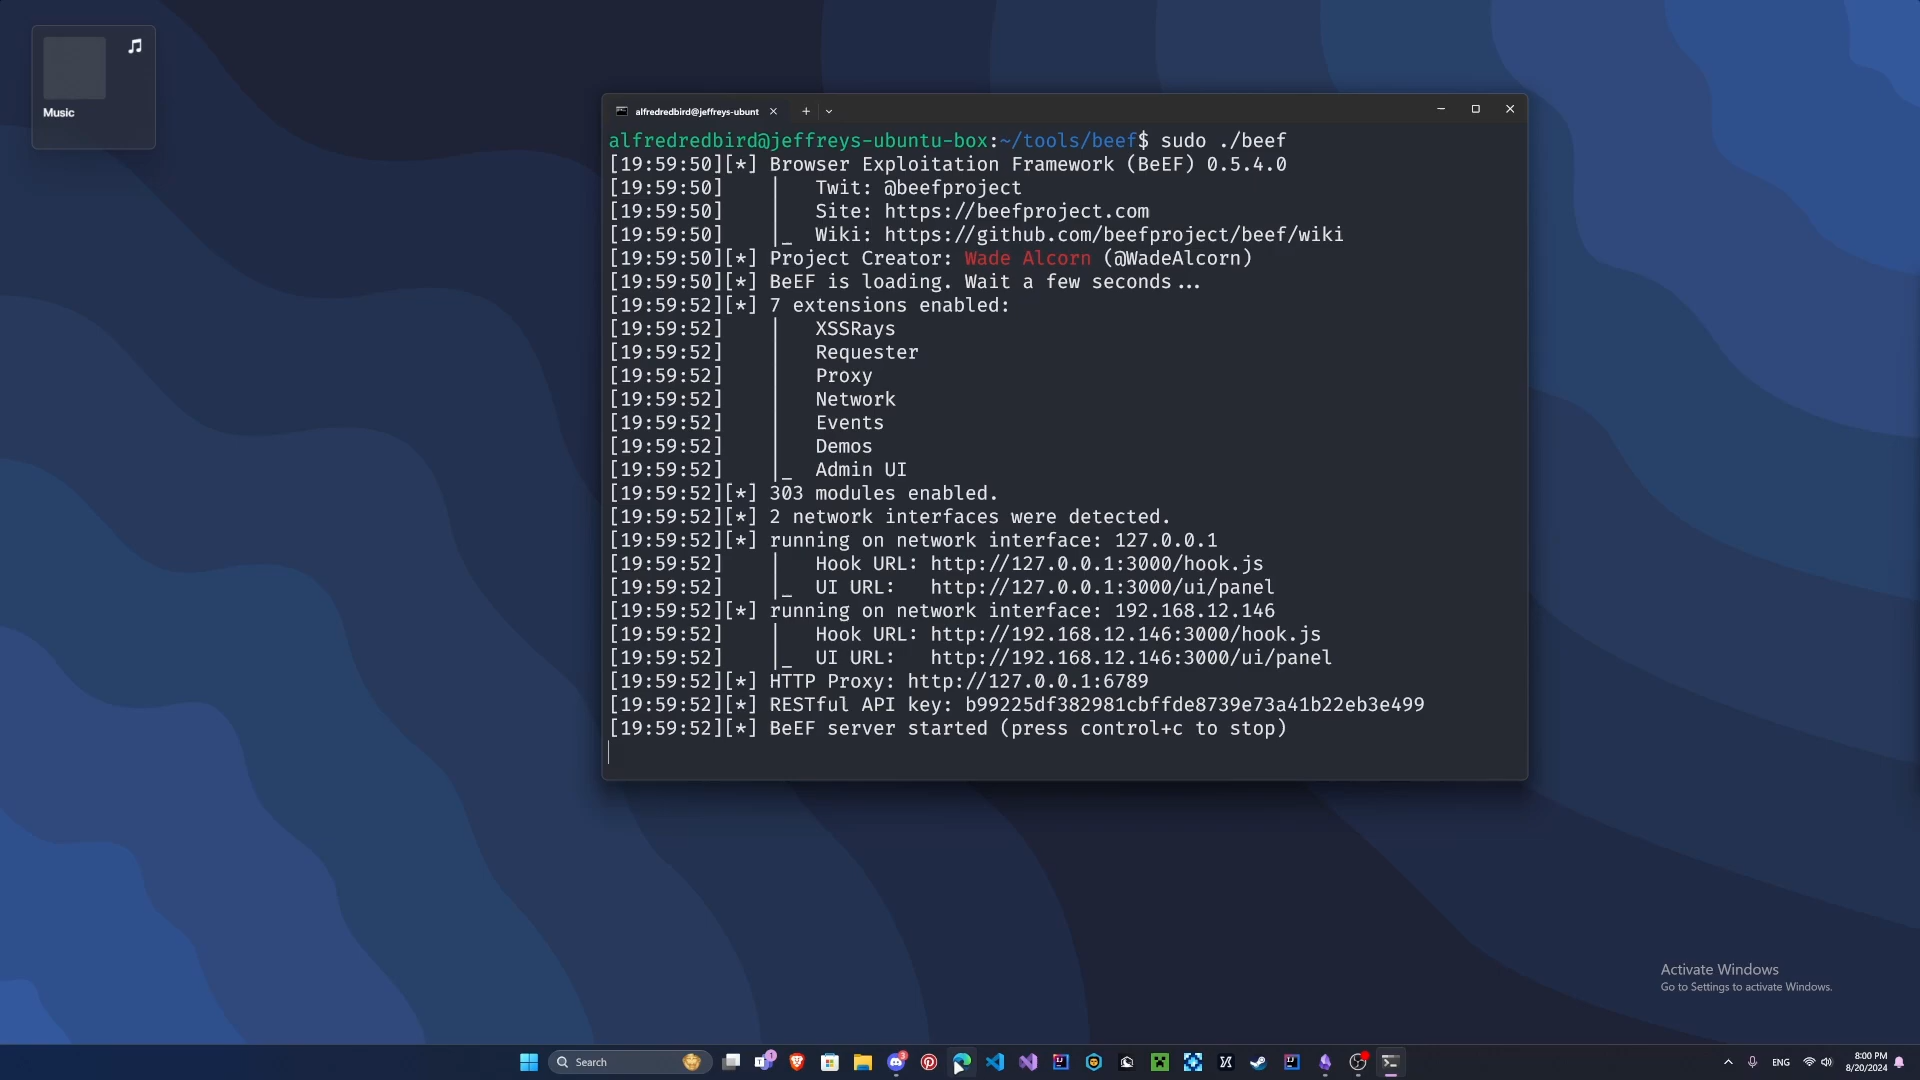 Music
alfredredbird@jeffreys-ubunt
alfredredbird@jeffreys-ubuntu-box:~/tools/beef$ sudo ./beef
[19:59:50][*] Browser Exploitation Framework (BeEF) 0.5.4.0
[19:59:50]    |   Twit: @beefproject
[19:59:50]    |   Site: https://beefproject.com
[19:59:50]    |_  Wiki: https://github.com/beefproject/beef/wiki
[19:59:50][*] Project Creator: Wade Alcorn (@WadeAlcorn)
[19:59:50][*] BeEF is loading. Wait a few seconds...
[19:59:52][*] 7 extensions enabled:
[19:59:52]    |   XSSRays
[19:59:52]    |   Requester
[19:59:52]    |   Proxy
[19:59:52]    |   Network
[19:59:52]    |   Events
[19:59:52]    |   Demos
[19:59:52]    |_  Admin UI
[19:59:52][*] 303 modules enabled.
[19:59:52][*] 2 network interfaces were detected.
[19:59:52][*] running on network interface: 127.0.0.1
[19:59:52]    |   Hook URL: http://127.0.0.1:3000/hook.js
[19:59:52]    |_  UI URL:   http://127.0.0.1:3000/ui/panel
[19:59:52][*] running on network interface: 192.168.12.146
[19:59:52]    |   Hook URL: http://192.168.12.146:3000/hook.js
[19:59:52]    |_  UI URL:   http://192.168.12.146:3000/ui/panel
[19:59:52][*] HTTP Proxy: http://127.0.0.1:6789
[19:59:52][*] RESTful API key: b99225df382981cbffde8739e73a41b22eb3e499
[19:59:52][*] BeEF server started (press control+c to stop)
Activate Windows
Go to Settings to activate Windows.
Search
ENG
8:00 PM
8/20/2024